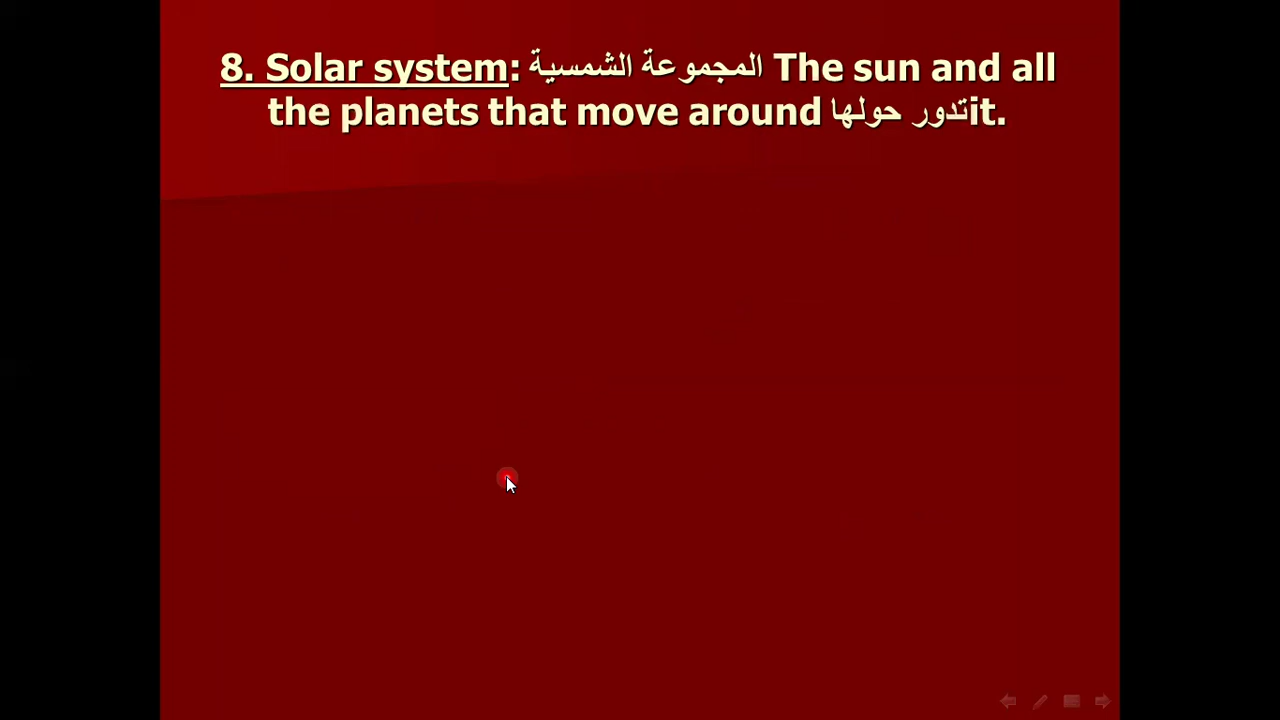 8. Solar system: المجموعة الشمسية The sun and all
the planets that move around تدور حولها it.